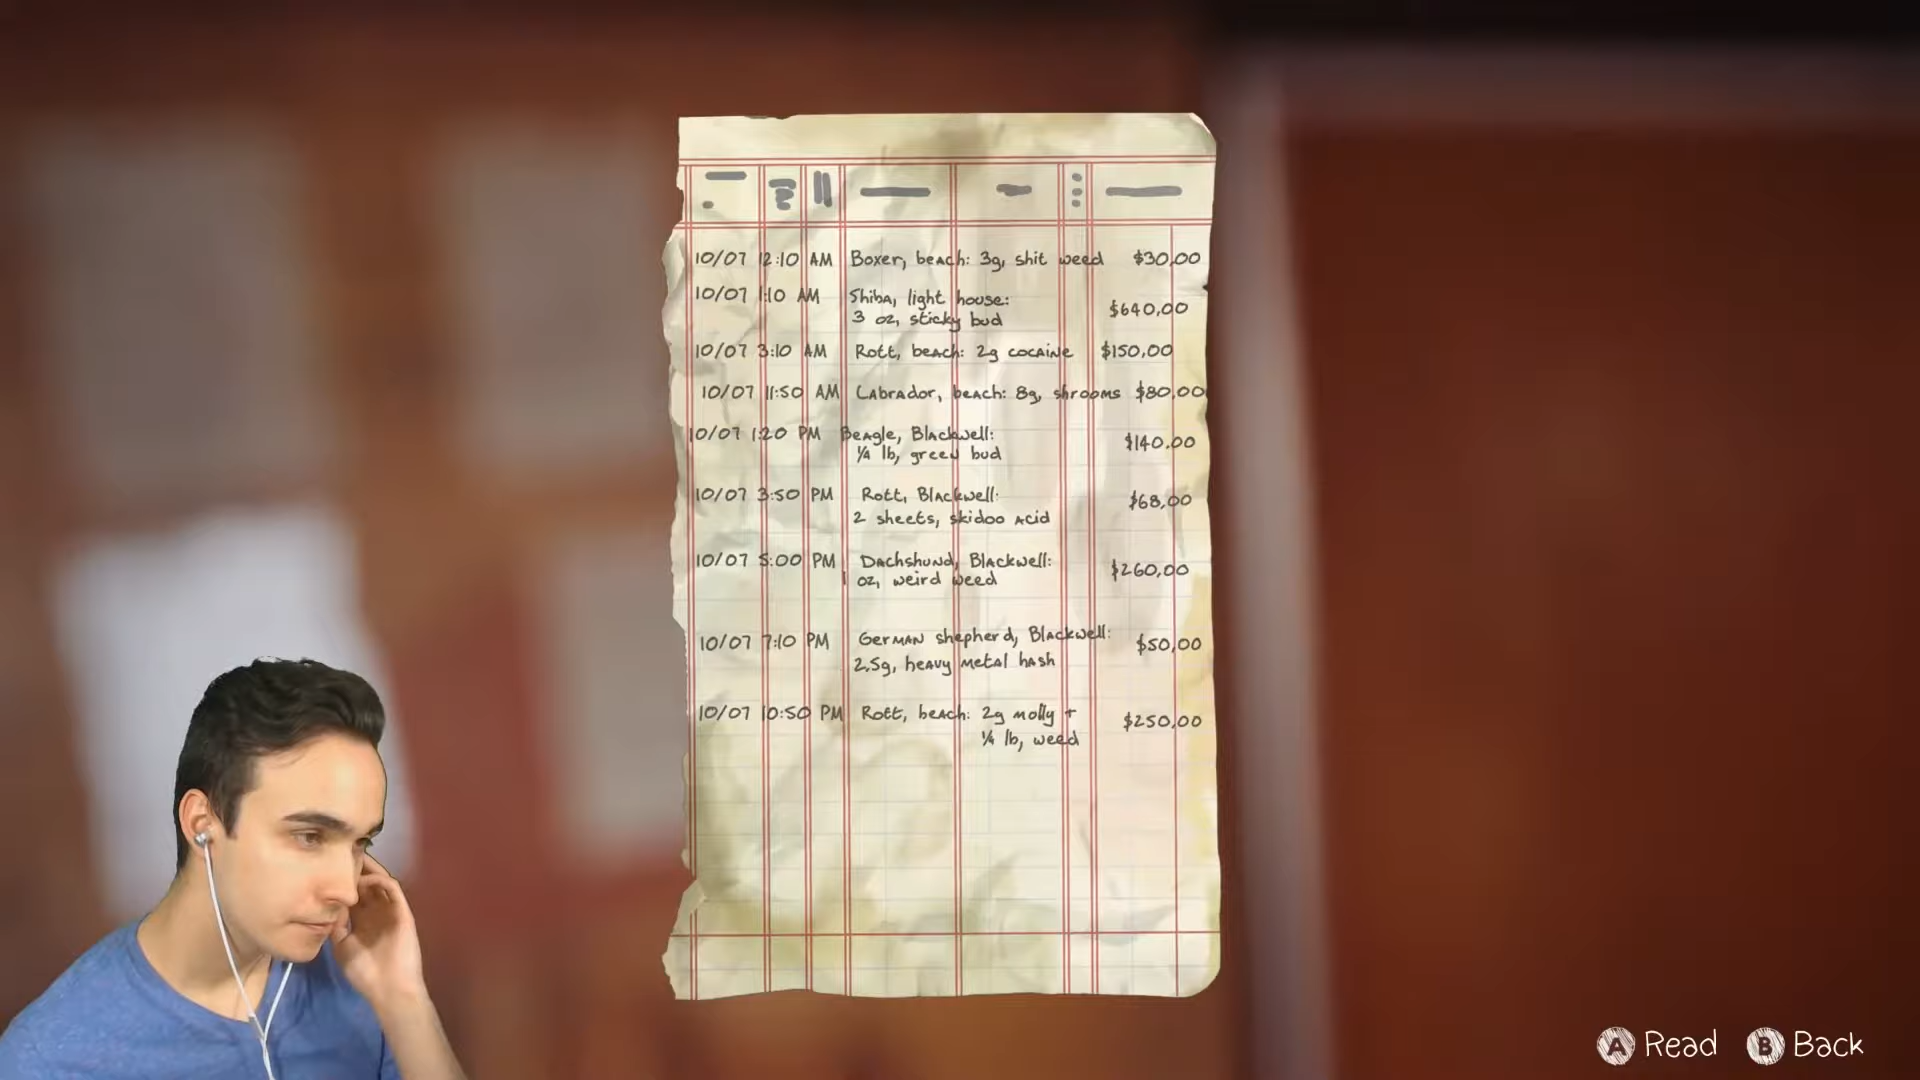 10/07 12:10 AM Boxer, beach: 3g, shit weed $30,00
10/07 1:10 AM Shiba, light house: $640,00
3 oz, sticky bud
10/07 3:10 AM Rott, beach: 2g cocaine $150,00
10/07 11:50 AM Labrador, beach: 8g, shrooms $80,00
10/07 1:20 PM Beagle, Blackwell: $140,00
1/4 lb, green bud
10/07 3:50 PM Rott, Blackwell: $68,00
2 sheets, skidoo acid
10/07 5:00 PM Dachshund, Blackwell: $260,00
1 oz, weird weed
10/07 7:10 PM German shepherd, Blackwell: $50,00
2,5g, heavy metal hash
10/07 10:50 PM Rott, beach: 2g molly + $250,00
1/4 lb, weed
A Read B Back